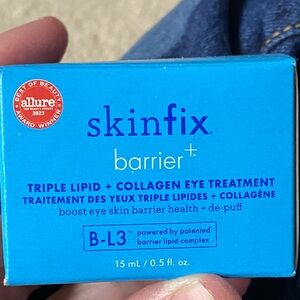 BEST OF BEAUTY
allure
2023
AWARD WINNER
skinfix
barrier+
TRIPLE LIPID + COLLAGEN EYE TREATMENT
TRAITEMENT DES YEUX TRIPLE LIPIDES + COLLAGÈNE
boost eye skin barrier health + de-puff
B-L3™ powered by patented
barrier lipid complex
15 mL / 0.5 fl. oz.